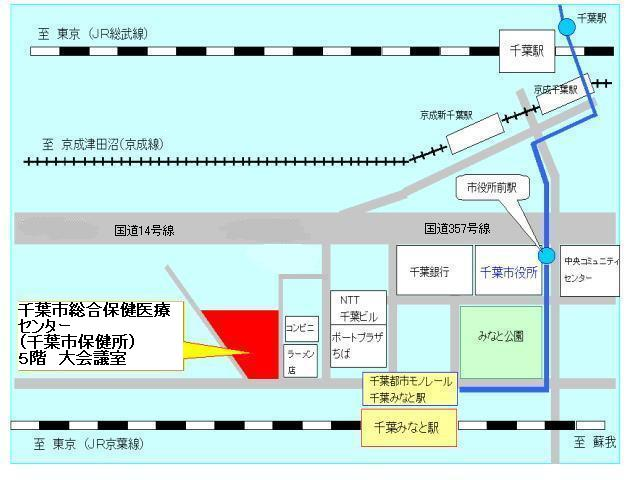 千葉駅
至 東京 (JR総武線)
千葉駅
京成千葉駅
京成新千葉駅
至 京成津田沼(京成線)
市役所前駅
国道14号線
国道357号線
千葉銀行
千葉市役所
中央コミュニティ
センター
千葉市総合保健医療
センター
(千葉市保健所)
5階 大会議室
コンビニ
ラーメン
店
NTT
千葉ビル
ポートプラザ
ちば
みなと公園
千葉都市モノレール
千葉みなと駅
千葉みなと駅
至 東京 (JR京葉線)
至 蘇我